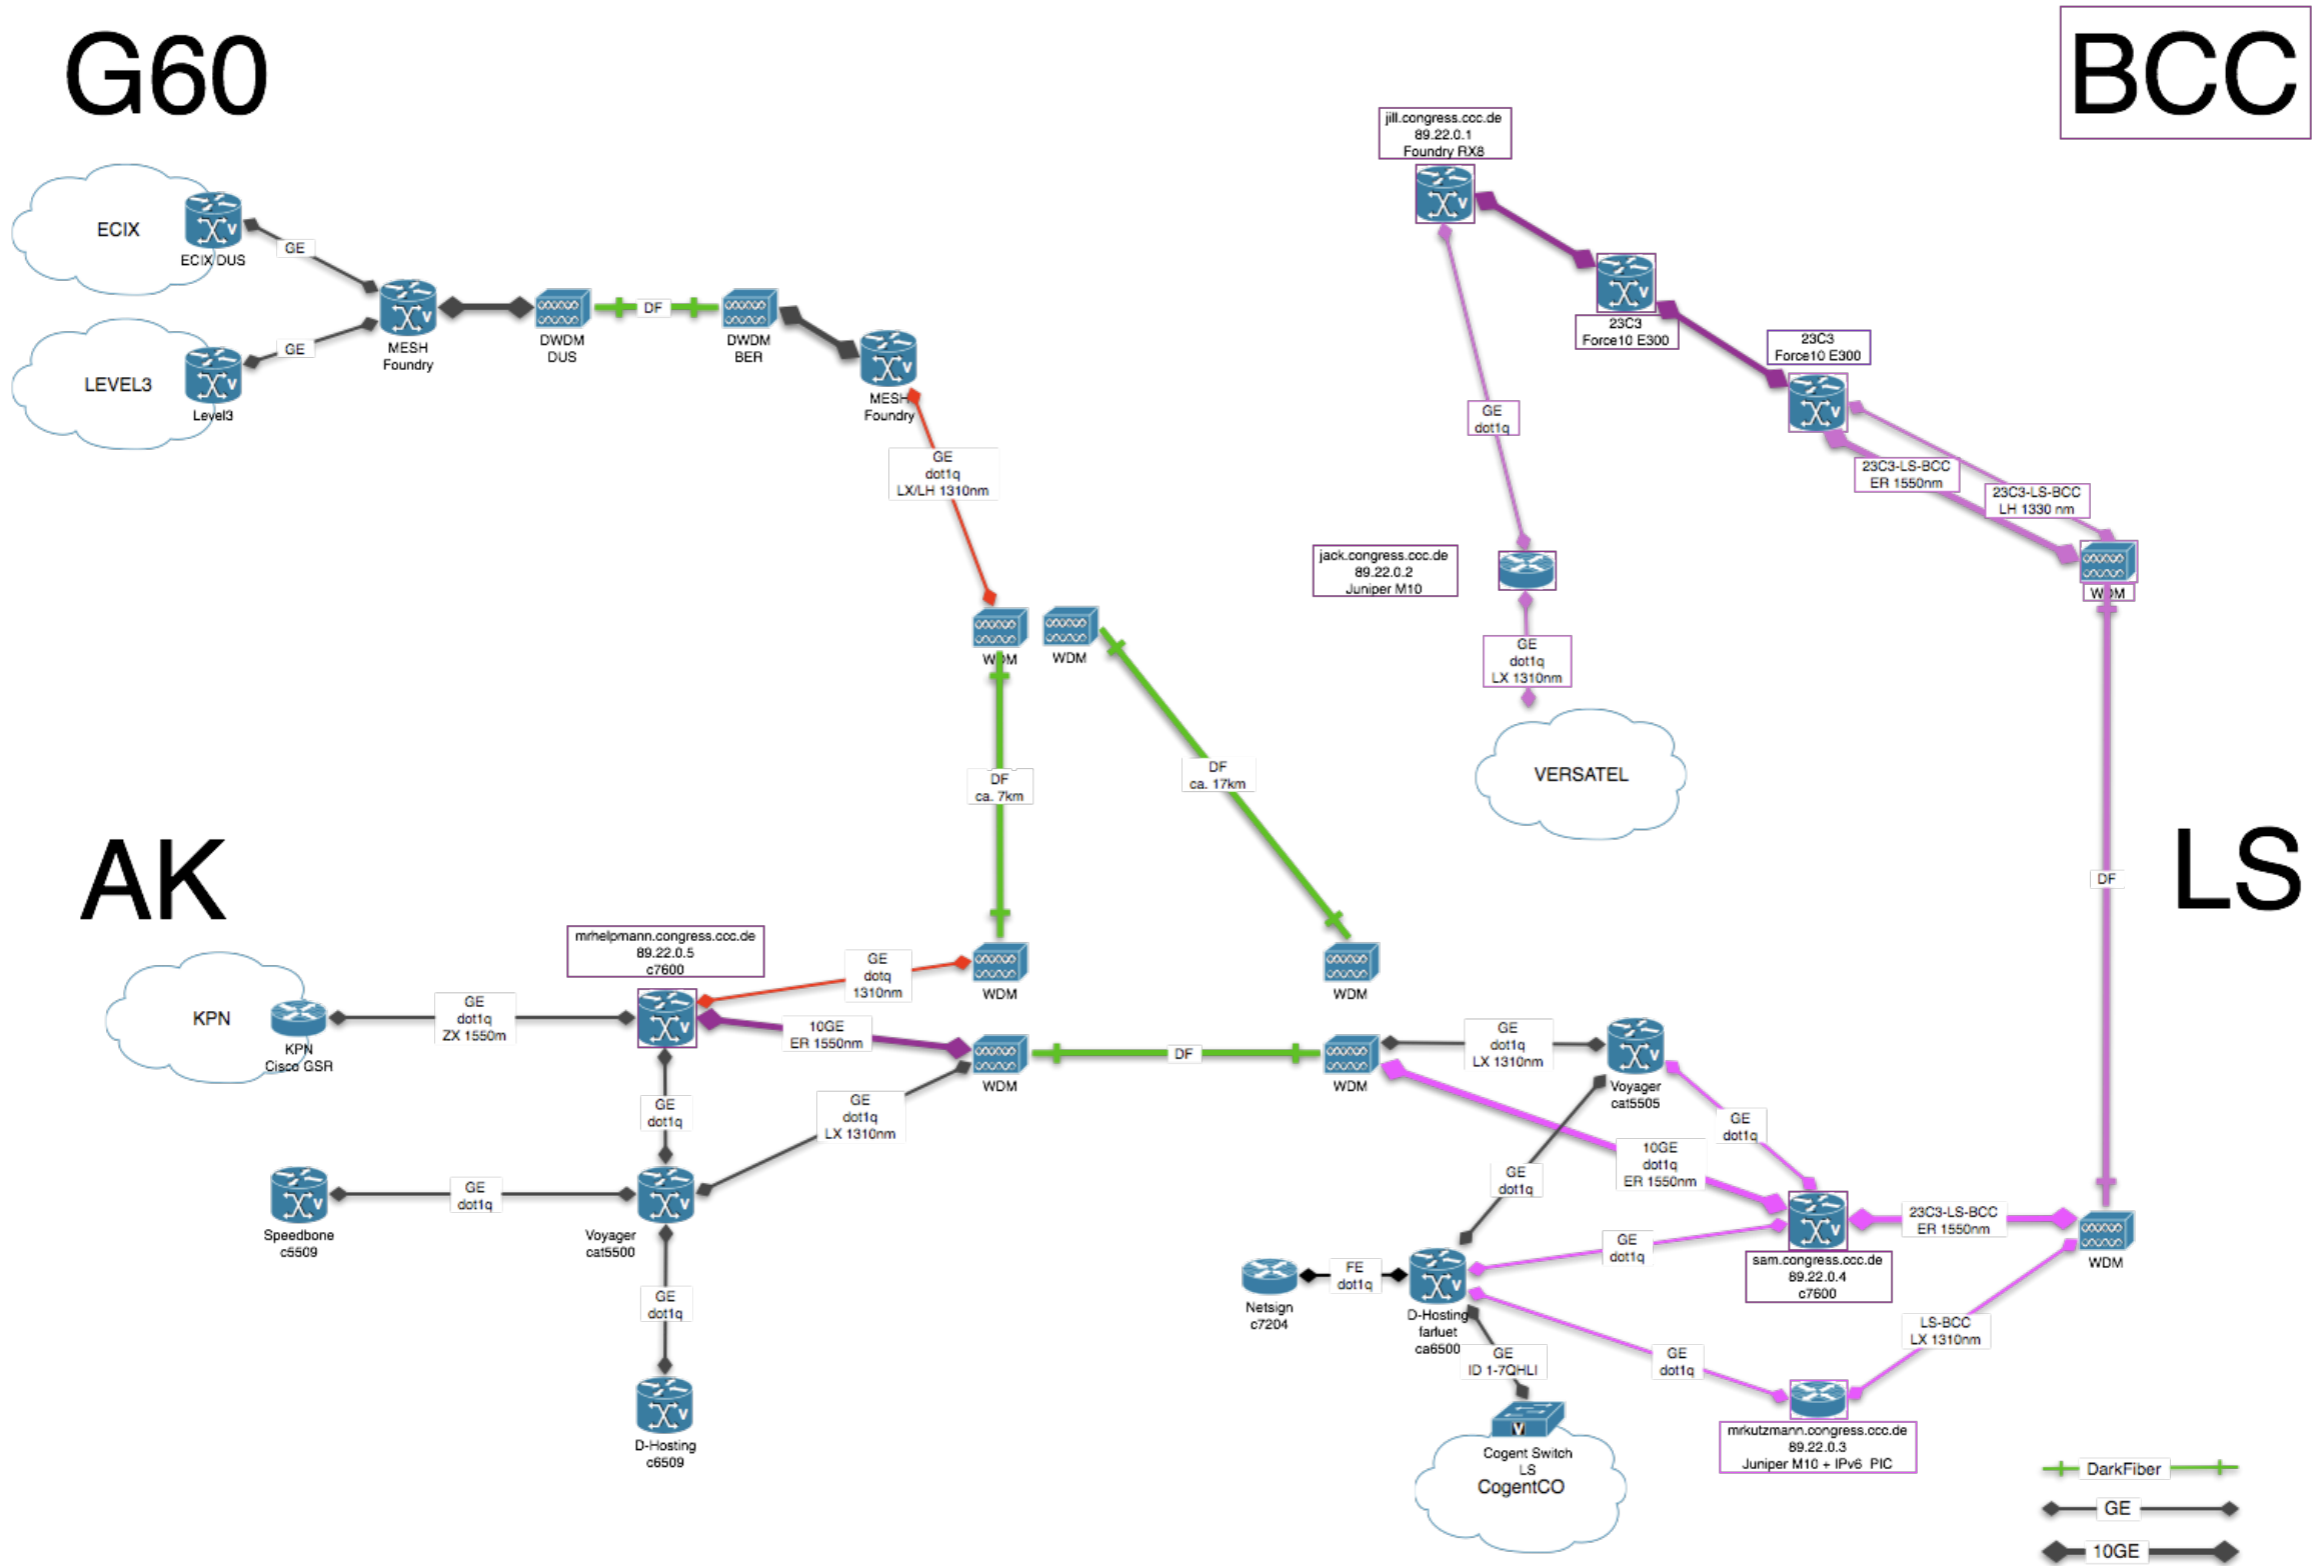 G60
BCC
jill.congress.ccc.de
89.22.0.1
Foundry RX8
ECIX
ECIX DUS
GE
LEVEL3
Level3
GE
MESH
Foundry
DWDM
DUS
DF
DWDM
BER
MESH
Foundry
GE
dot1q
LX/LH 1310nm
23C3
Force10 E300
23C3
Force10 E300
GE
dot1q
23C3-LS-BCC
ER 1550nm
23C3-LS-BCC
LH 1330 nm
jack.congress.ccc.de
89.22.0.2
Juniper M10
WDM
WDM
WDM
GE
dot1q
LX 1310nm
DF
ca. 7km
DF
ca. 17km
VERSATEL
DF
AK
LS
mrhelpmann.congress.ccc.de
89.22.0.5
c7600
GE
dotq
1310nm
WDM
WDM
KPN
KPN
Cisco GSR
GE
dot1q
ZX 1550m
10GE
ER 1550nm
WDM
DF
WDM
GE
dot1q
LX 1310nm
Voyager
cat5505
GE
dot1q
GE
dot1q
LX 1310nm
GE
dot1q
10GE
dot1q
ER 1550nm
GE
dot1q
Speedbone
c5509
GE
dot1q
Voyager
cat5500
GE
dot1q
23C3-LS-BCC
ER 1550nm
WDM
GE
dot1q
sam.congress.ccc.de
89.22.0.4
c7600
Netsign
c7204
FE
dot1q
D-Hosting
farluet
ca6500
GE
dot1q
LS-BCC
LX 1310nm
GE
ID 1-7QHLI
D-Hosting
c6509
Cogent Switch
LS
CogentCO
mrkutzmann.congress.ccc.de
89.22.0.3
Juniper M10 + IPv6 PIC
DarkFiber
GE
10GE